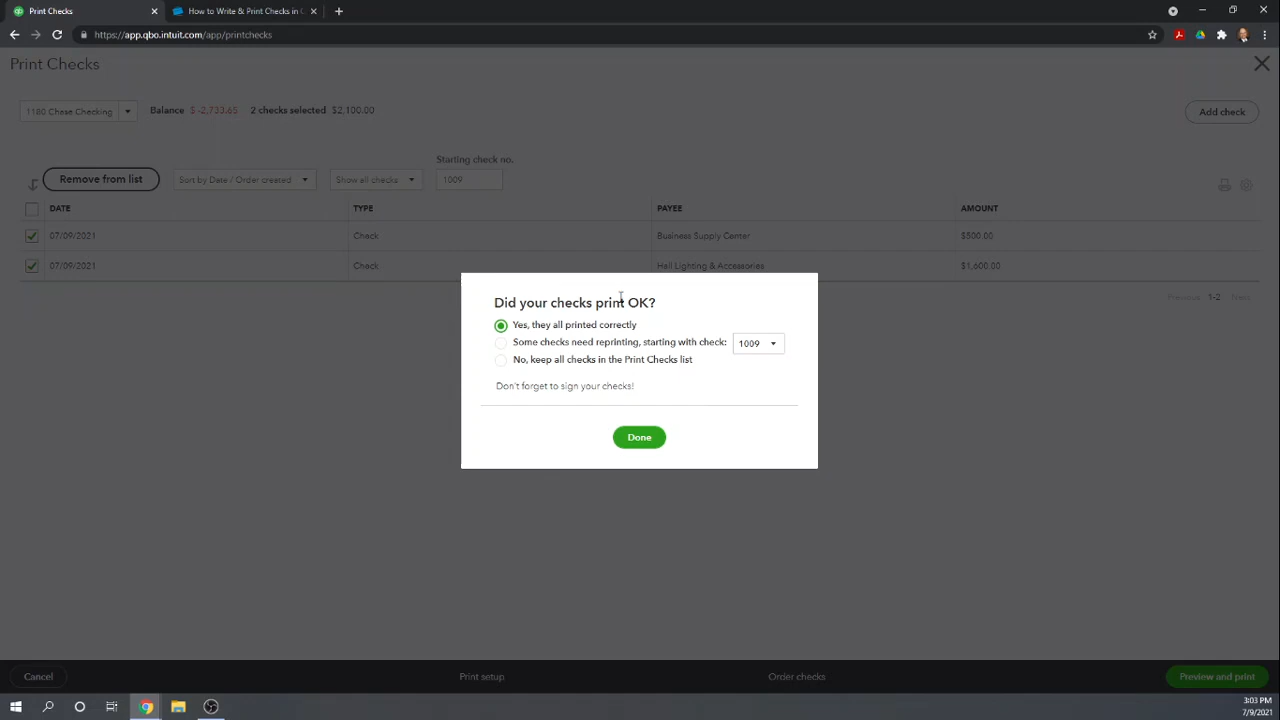 Print Checks
How to Write & Print Checks in
https://app.qbo.intuit.com/app/printchecks
Print Checks
1180 Chase Checking
Balance $ -2,733.65 2 checks selected $2,100.00
Add check
Starting check no.
Remove from list
Sort by Date / Order created
Show all checks
1009
DATE TYPE PAYEE AMOUNT
07/09/2021 Check Business Supply Center $500.00
07/09/2021 Check Hall Lighting & Accessories $1,600.00
Previous 1-2 Next
Did your checks print OK?
Yes, they all printed correctly
Some checks need reprinting, starting with check: 1009
No, keep all checks in the Print Checks list
Don't forget to sign your checks!
Done
Cancel
Print setup
Order checks
Preview and print
3:03 PM
7/9/2021